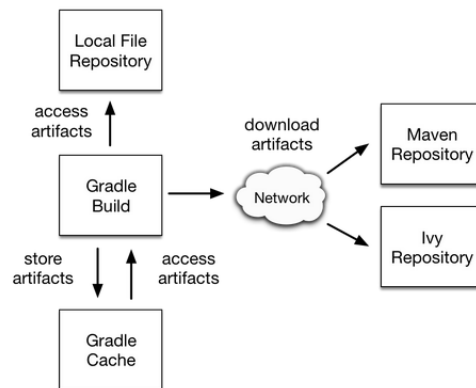 Local File
Repository
access
artifacts
download
artifacts
Maven
Repository
Gradle
Build
Network
Ivy
Repository
store
artifacts
access
artifacts
Gradle
Cache